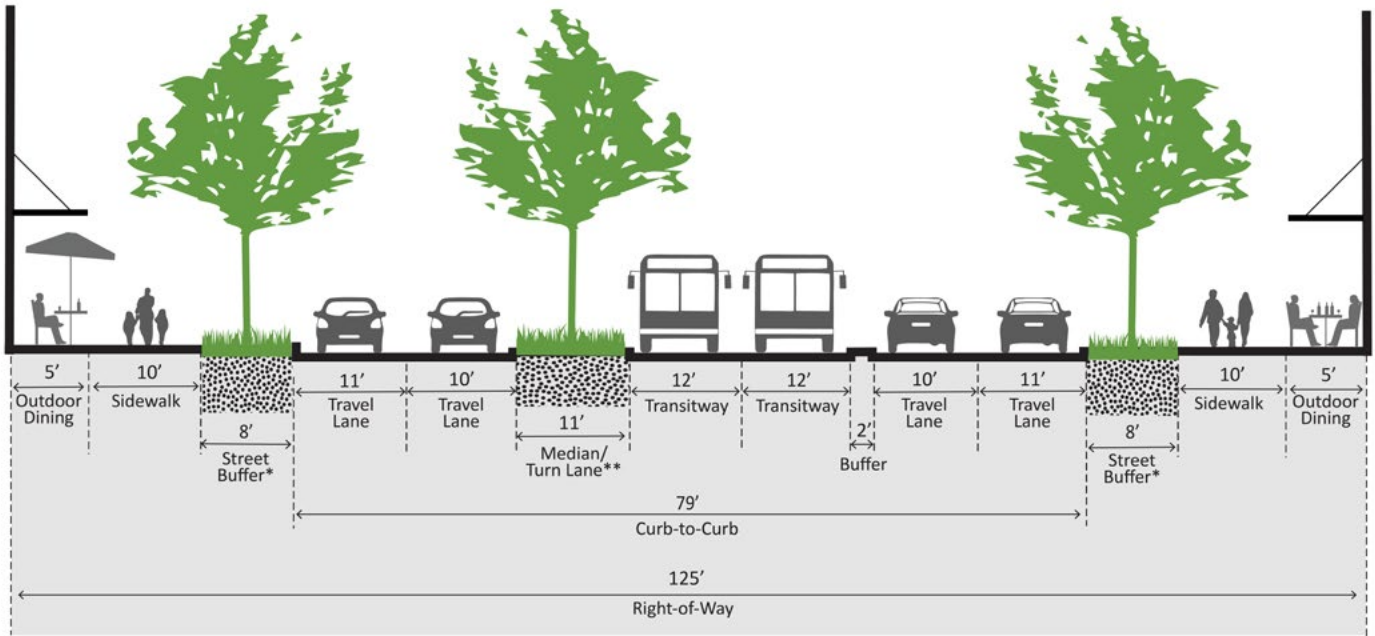 5’
Outdoor
Dining
10’
Sidewalk
8’
Street
Buffer*
11’
Travel
Lane
10’
Travel
Lane
11’
Median/
Turn Lane**
12’
Transitway
12’
Transitway
2’
Buffer
10’
Travel
Lane
11’
Travel
Lane
8’
Street
Buffer*
10’
Sidewalk
5’
Outdoor
Dining
79’
Curb-to-Curb
125’
Right-of-Way